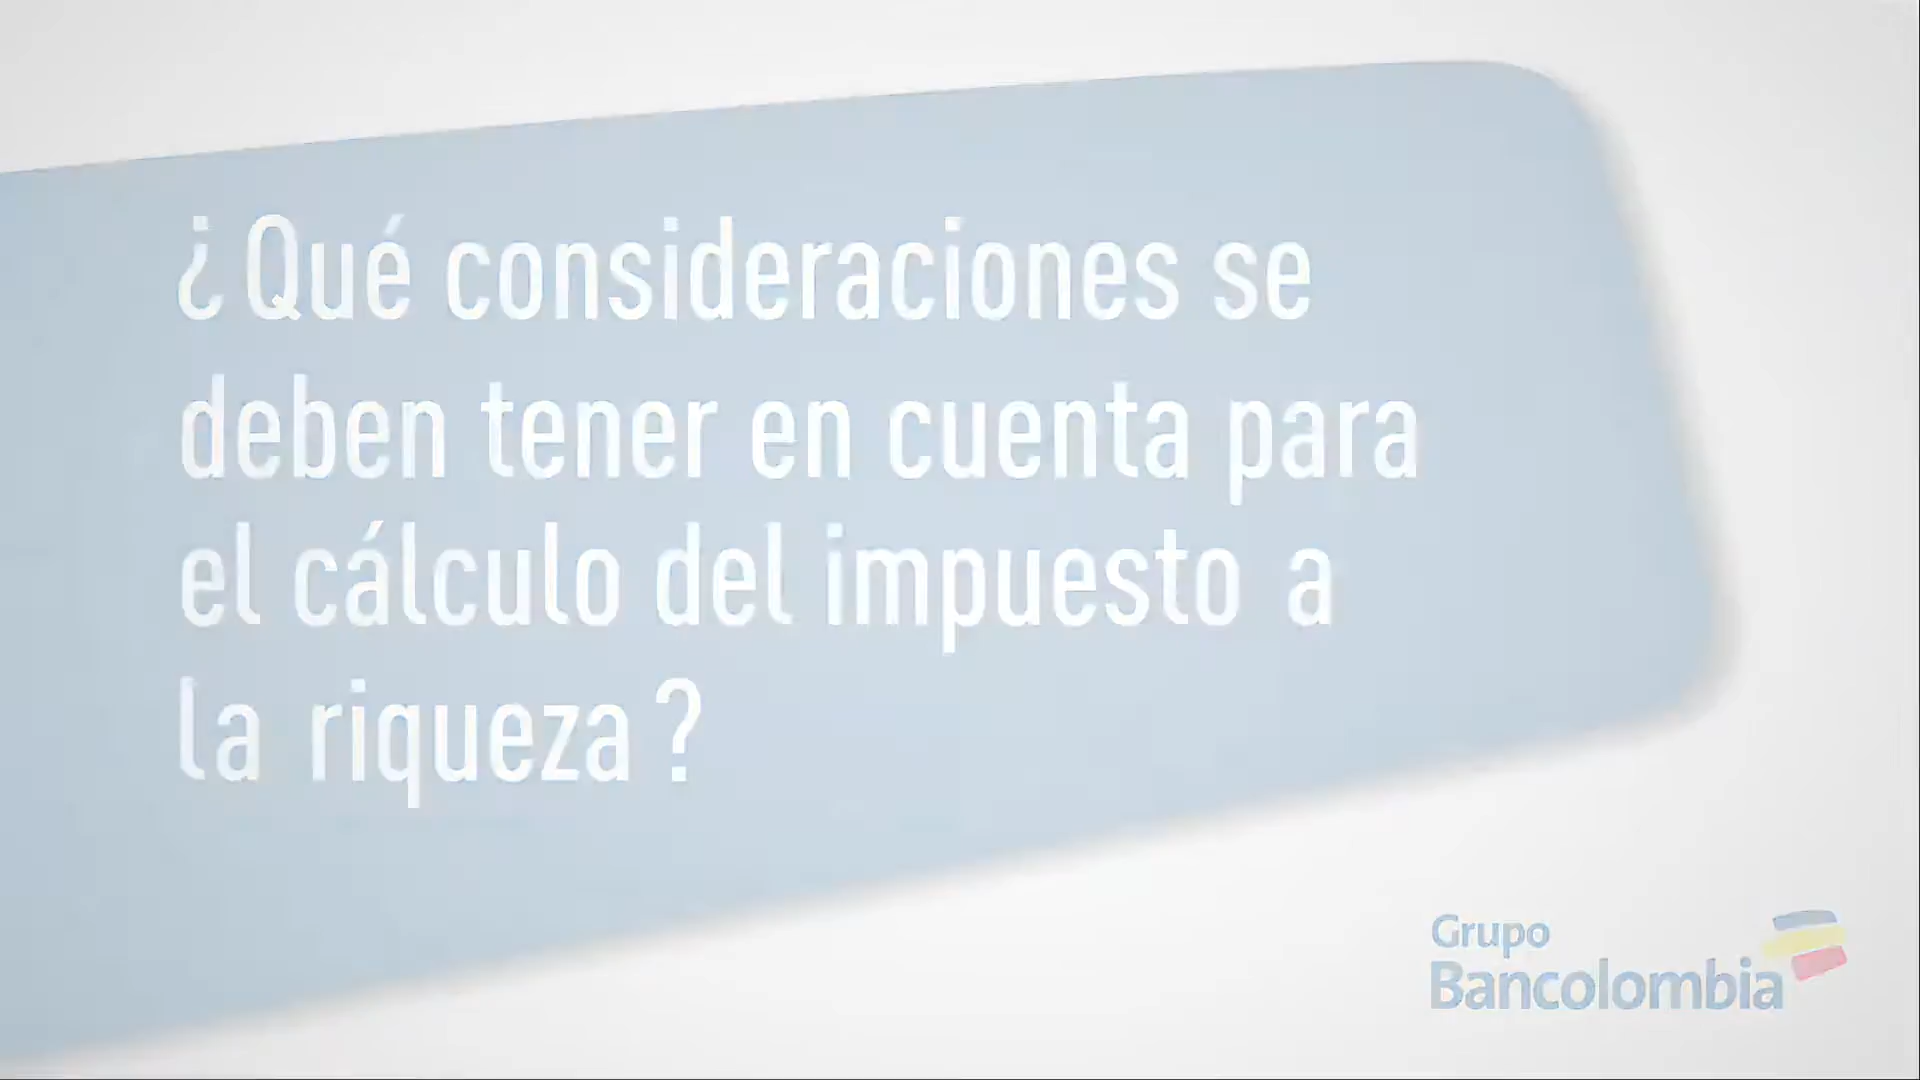 ¿Qué consideraciones se
deben tener en cuenta para
el cálculo del impuesto a
la riqueza?
Grupo
Bancolombia